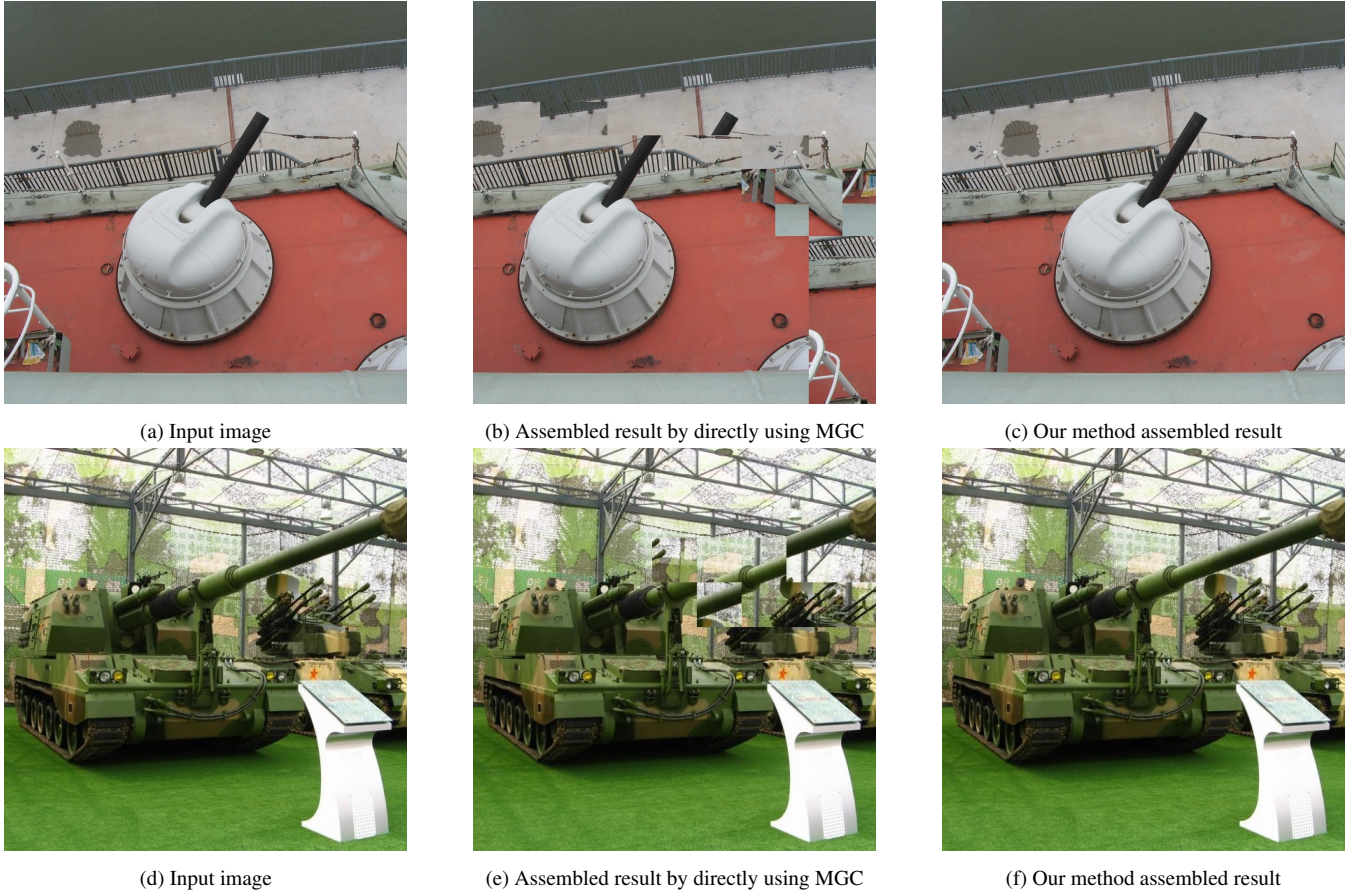 (a) Input image
(b) Assembled result by directly using MGC
(c) Our method assembled result
(d) Input image
(e) Assembled result by directly using MGC
(f) Our method assembled result